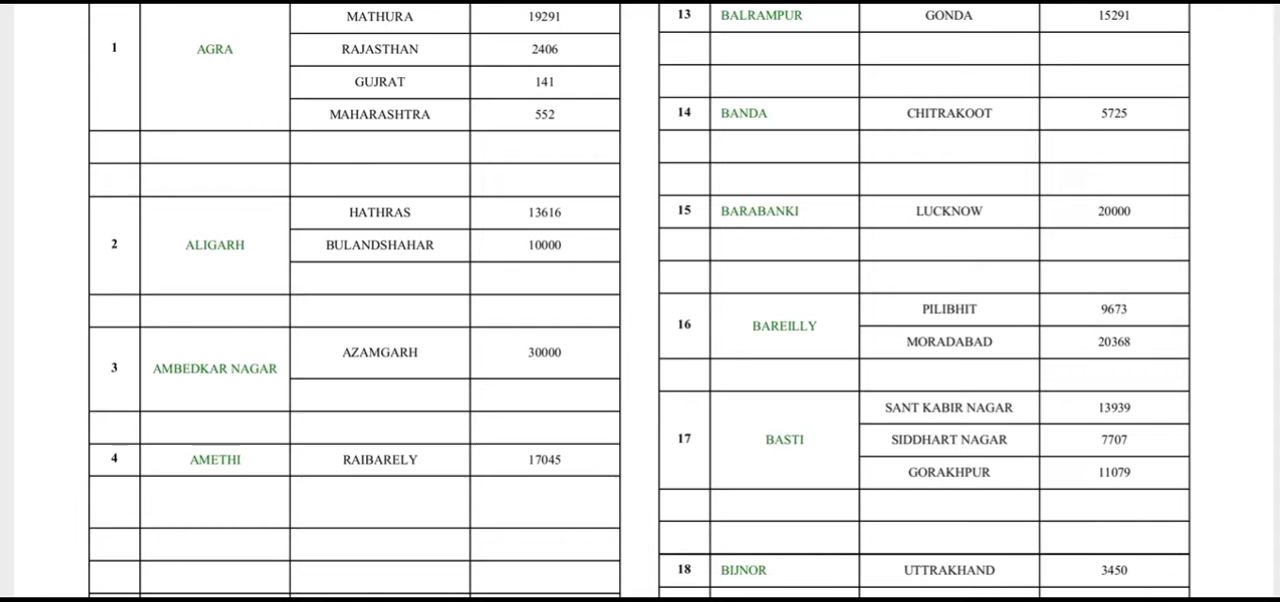 MATHURA 19291
1 AGRA RAJASTHAN 2406
GUJRAT 141
MAHARASHTRA 552
HATHRAS 13616
2 ALIGARH BULANDSHAHAR 10000
AZAMGARH 30000
3 AMBEDKAR NAGAR
4 AMETHI RAIBARELY 17045
13 BALRAMPUR GONDA 15291
14 BANDA CHITRAKOOT 5725
15 BARABANKI LUCKNOW 20000
PILIBHIT 9673
16 BAREILLY
MORADABAD 20368
SANT KABIR NAGAR 13939
17 BASTI SIDDHART NAGAR 7707
GORAKHPUR 11079
18 BIJNOR UTTRAKHAND 3450